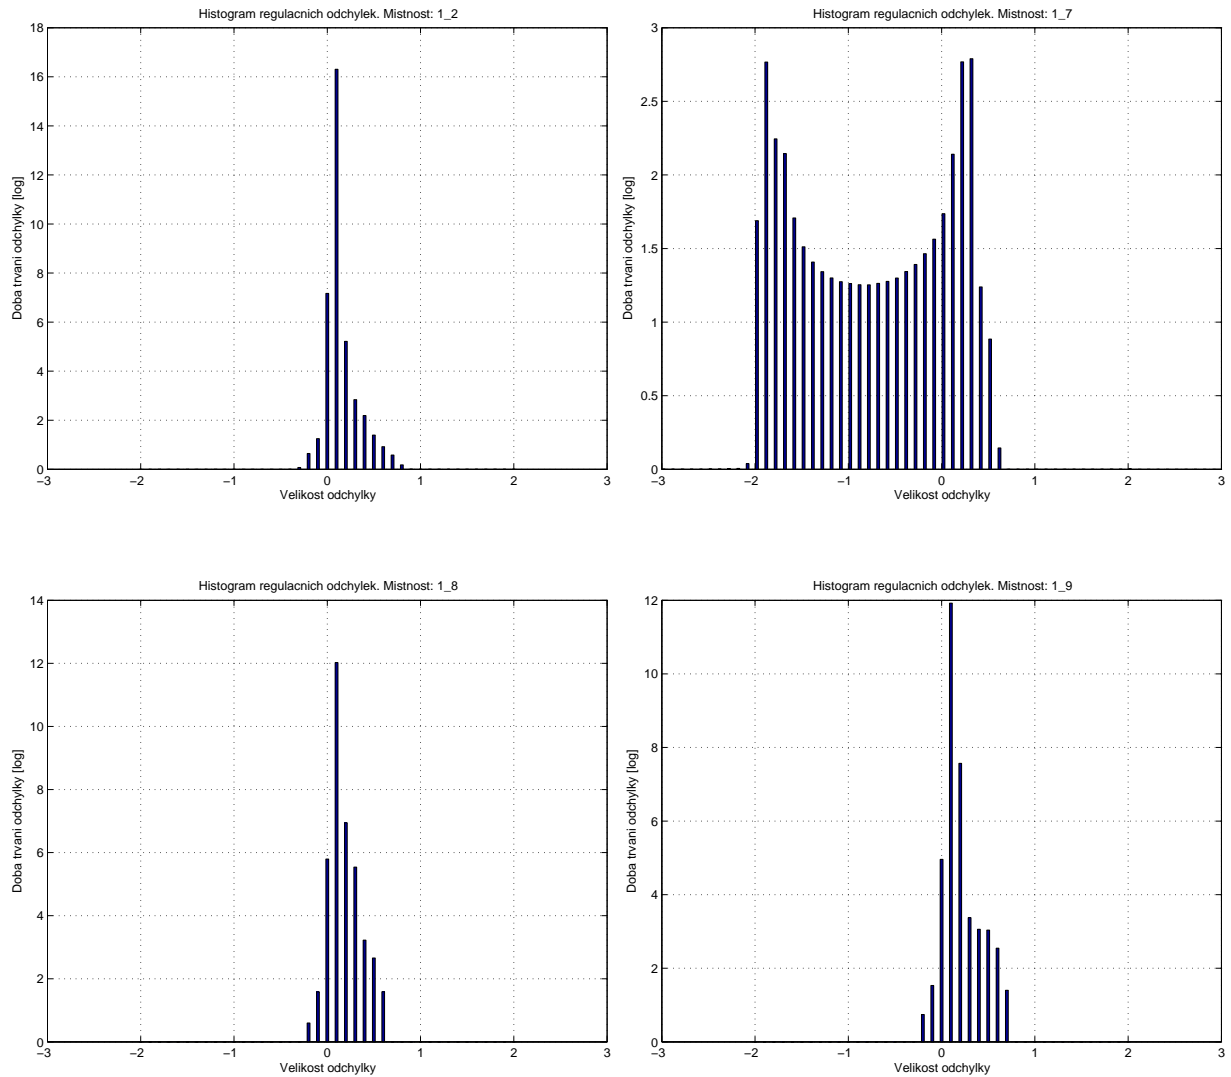 Histogram regulacnich odchylek. Mistnost: 1_2
18
16
14
12
10
8
6
4
2
0
Doba trvani odchylky [log]
−3 −2 −1 0 1 2 3
Velikost odchylky
Histogram regulacnich odchylek. Mistnost: 1_7
3
2.5
2
1.5
1
0.5
0
Doba trvani odchylky [log]
−3 −2 −1 0 1 2 3
Velikost odchylky
Histogram regulacnich odchylek. Mistnost: 1_8
14
12
10
8
6
4
2
0
Doba trvani odchylky [log]
−3 −2 −1 0 1 2 3
Velikost odchylky
Histogram regulacnich odchylek. Mistnost: 1_9
12
10
8
6
4
2
0
Doba trvani odchylky [log]
−3 −2 −1 0 1 2 3
Velikost odchylky